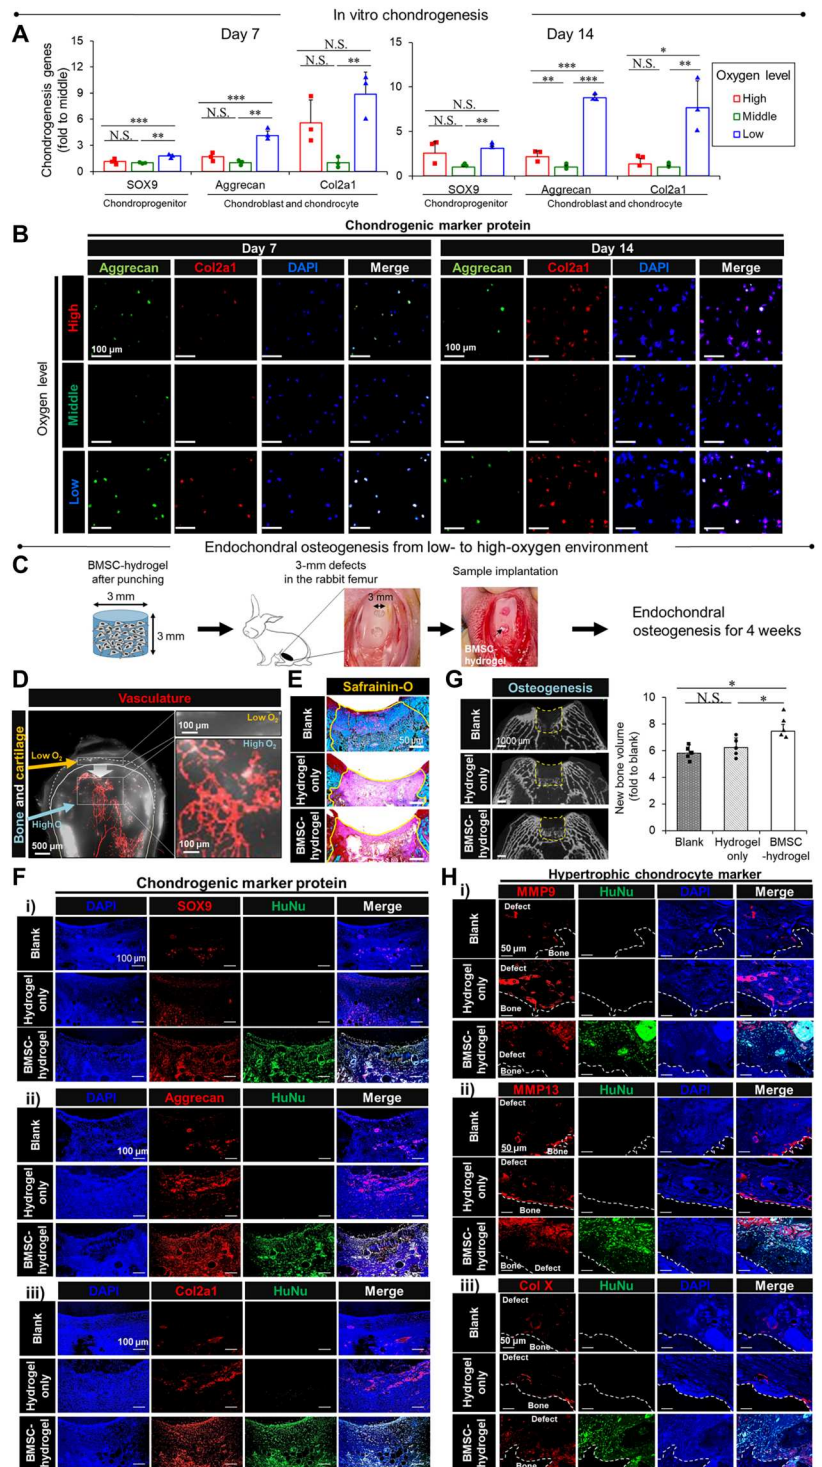 In vitro chondrogenesis
A
Day 7
Day 14
Chondrogenesis genes
(fold to middle)
15
12
9
6
3
0
***
N.S.
**
***
N.S.
**
N.S.
N.S.
**
SOX9
Aggrecan
Col2a1
Chondroprogenitor
Chondroblast and chondrocyte
15
10
5
0
N.S.
N.S.
**
***
**
***
*
N.S.
**
SOX9
Aggrecan
Col2a1
Chondroprogenitor
Chondroblast and chondrocyte
Oxygen level
High
Middle
Low
B
Chondrogenic marker protein
Day 7
Day 14
Aggrecan
Col2a1
DAPI
Merge
Aggrecan
Col2a1
DAPI
Merge
Oxygen level
High
100 µm
100 µm
Middle
Low
Endochondral osteogenesis from low- to high-oxygen environment
C
BMSC-hydrogel
after punching
3 mm
3 mm
3-mm defects
in the rabbit femur
3 mm
Sample implantation
BMSC-
hydrogel
Endochondral
osteogenesis for 4 weeks
D
Vasculature
Bone and cartilage
Low O2
High O2
500 µm
Low O2
100 µm
High O2
100 µm
E
Safrainin-O
Blank
50 µm
Hydrogel
only
BMSC-
hydrogel
G
Osteogenesis
Blank
1000 µm
Hydrogel
only
BMSC-
hydrogel
New bone volume
(fold to blank)
10
8
6
4
2
0
*
N.S.
*
Blank
Hydrogel
only
BMSC
-hydrogel
F
Chondrogenic marker protein
i)
DAPI
SOX9
HuNu
Merge
Blank
100 µm
Hydrogel
only
BMSC-
hydrogel
ii)
DAPI
Aggrecan
HuNu
Merge
Blank
100 µm
Hydrogel
only
BMSC-
hydrogel
iii)
DAPI
Col2a1
HuNu
Merge
Blank
100 µm
Hydrogel
only
BMSC-
hydrogel
H
Hypertrophic chondrocyte marker
i)
MMP9
HuNu
DAPI
Merge
Blank
Defect
50 µm
Bone
Hydrogel
only
Defect
Bone
BMSC-
hydrogel
Defect
Bone
ii)
MMP13
HuNu
DAPI
Merge
Blank
Defect
50 µm
Bone
Hydrogel
only
Defect
Bone
BMSC-
hydrogel
Bone
Defect
iii)
Col X
HuNu
DAPI
Merge
Blank
Defect
50 µm
Bone
Hydrogel
only
Defect
Bone
BMSC-
hydrogel
Defect
Bone